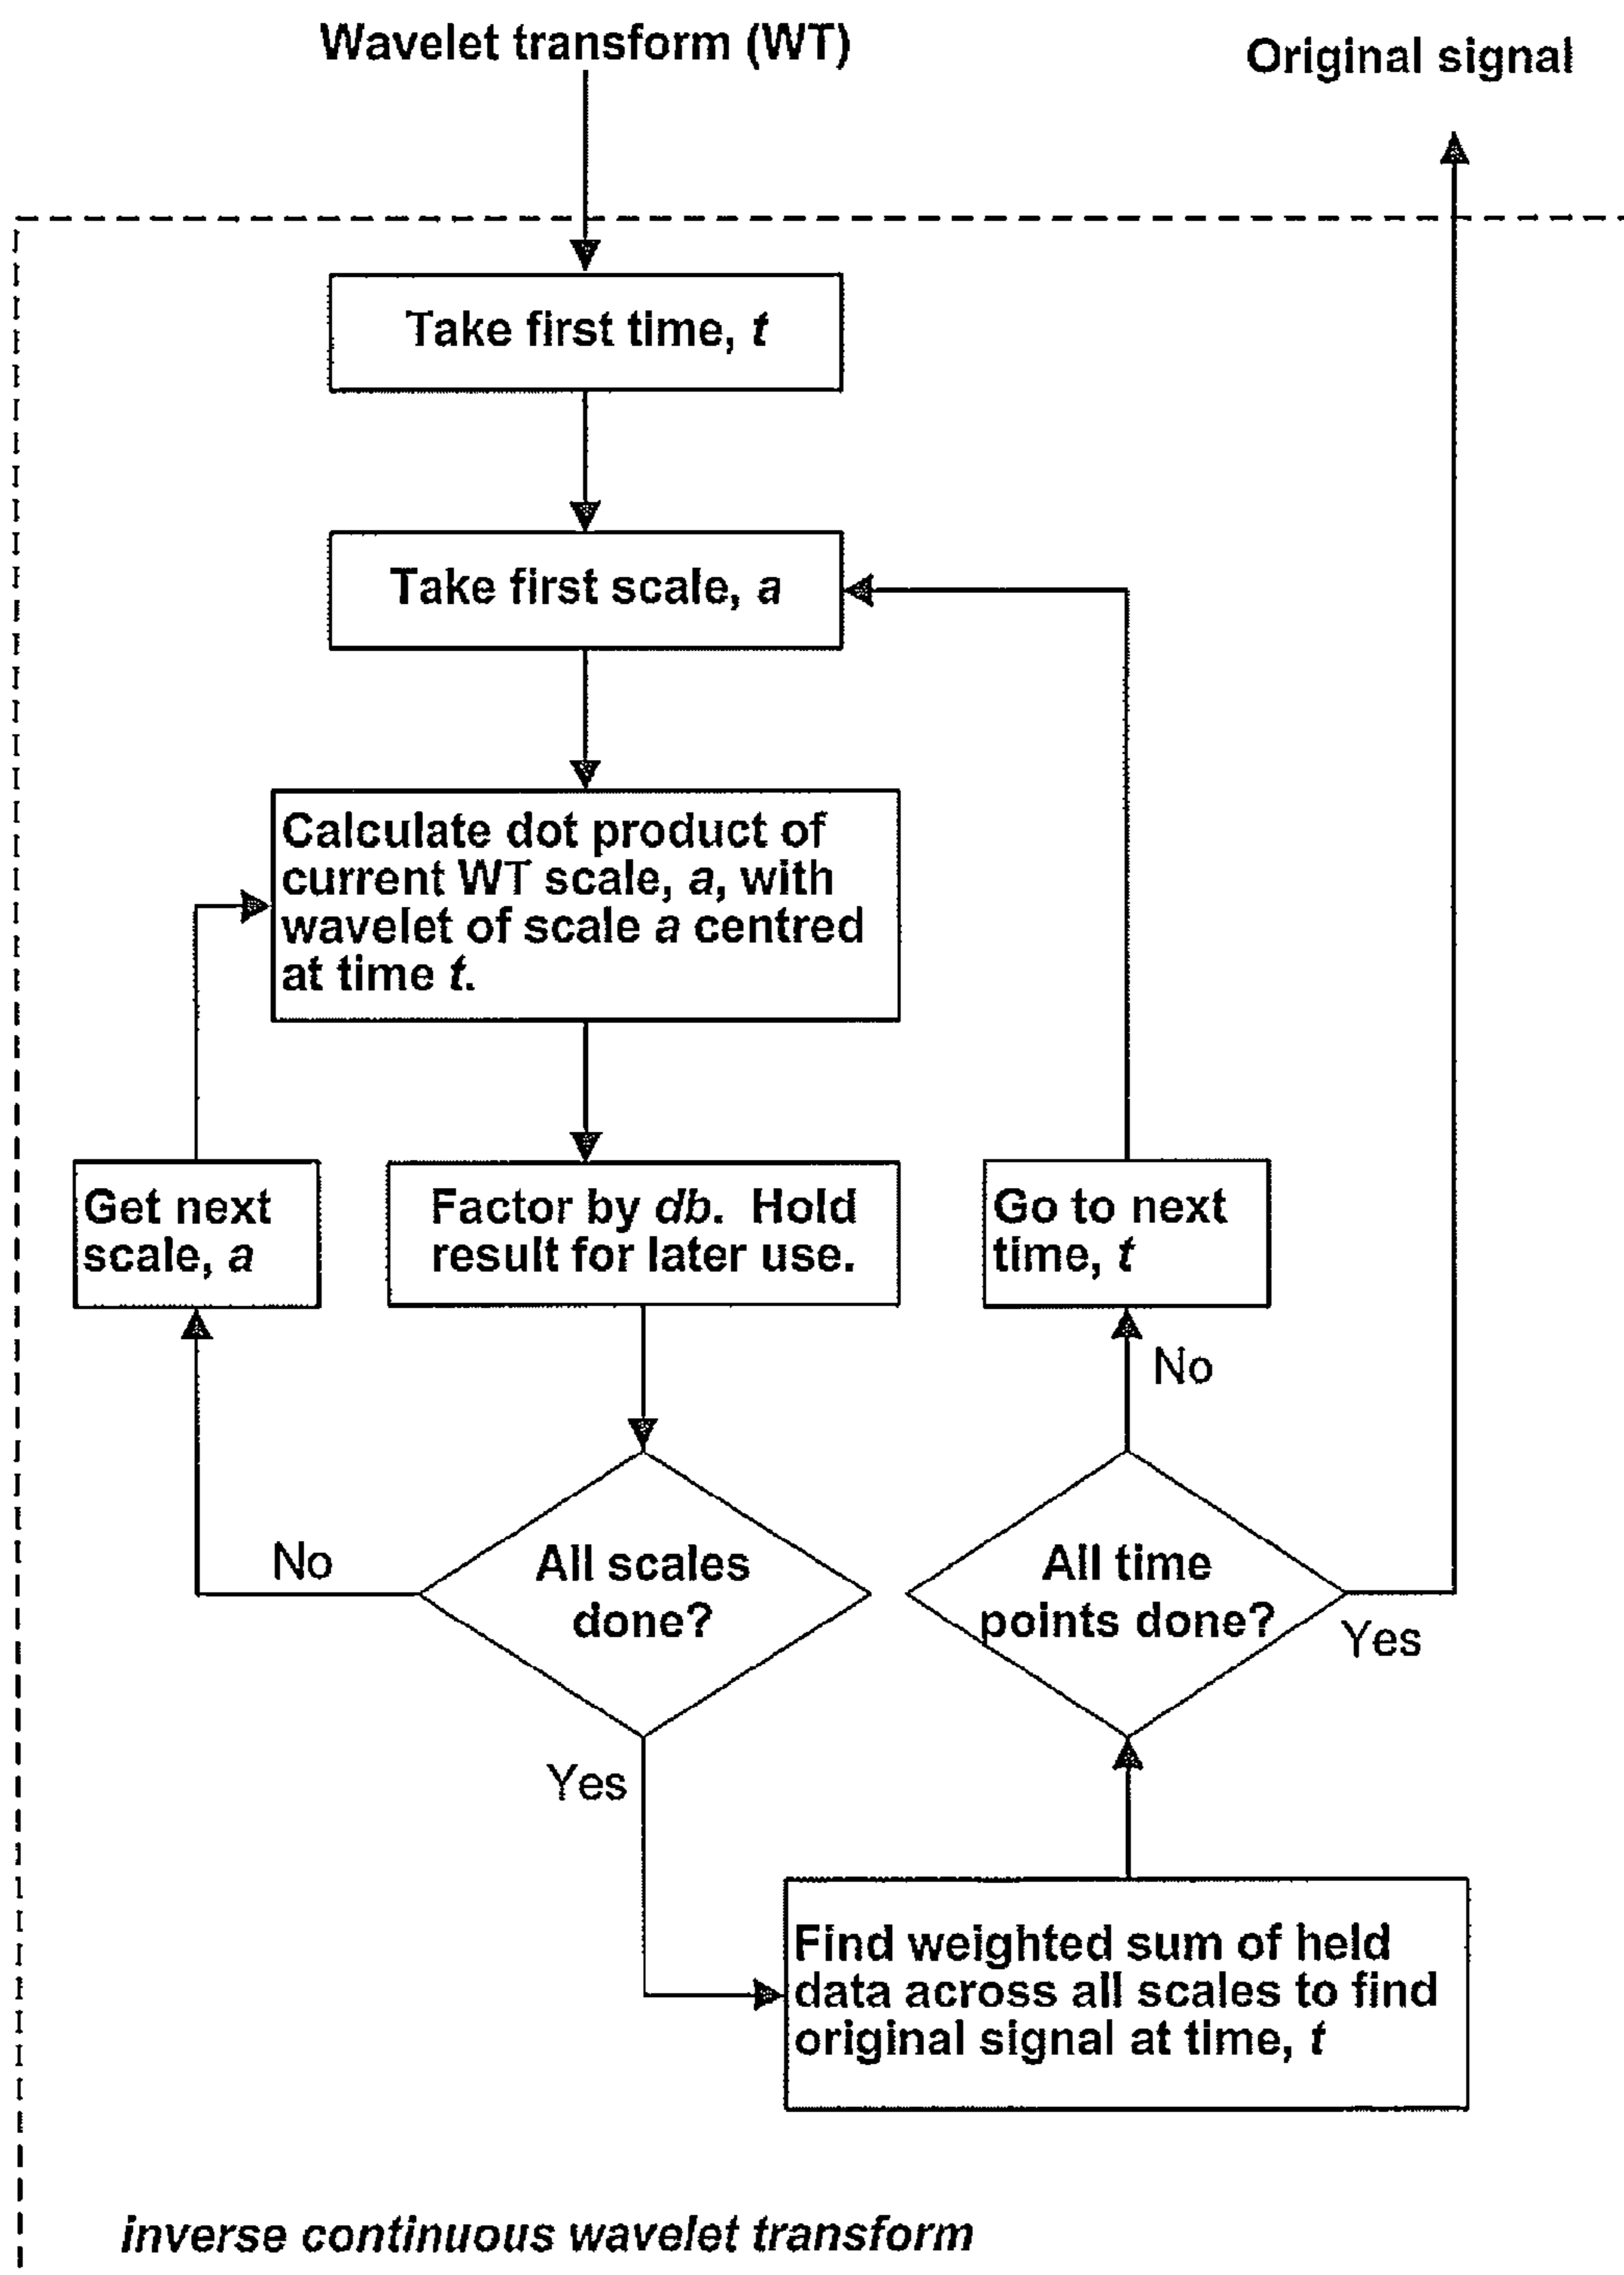 Wavelet transform (WT)
Original signal
Take first time, t
Take first scale, a
Calculate dot product of
current WT scale, a, with
wavelet of scale a centred
at time t.
Get next
scale, a
Factor by db. Hold
result for later use.
Go to next
time, t
No
No
All scales
done?
All time
points done?
Yes
Yes
Find weighted sum of held
data across all scales to find
original signal at time, t
inverse continuous wavelet transform